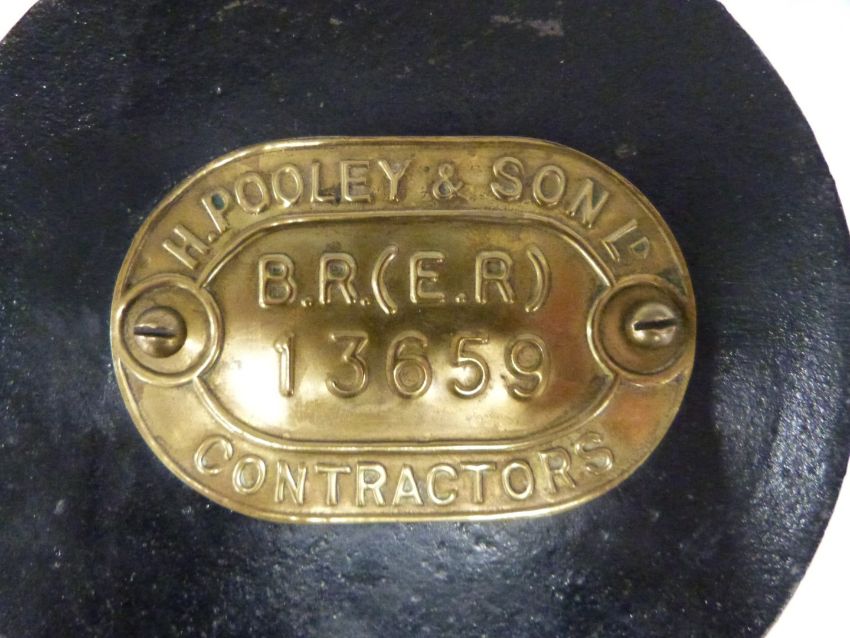 H. POOLEY & SON LD
B.R.(E.R)
13659
CONTRACTORS